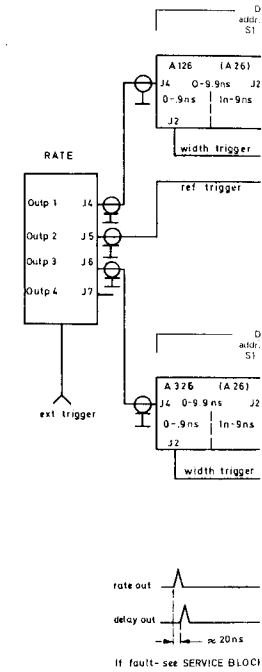 D
addr.
S1
A126 (A26)
J4 0-9.9ns J2
0-.9ns 1n-9ns
J2
width trigger
RATE
ref trigger
Outp 1 J4
Outp 2 J5
Outp 3 J6
Outp 4 J7
ext trigger
D
addr.
S1
A326 (A26)
J4 0-9.9ns J2
0-.9ns 1n-9ns
J2
width trigger
rate out
delay out
≈ 20ns
If fault- see SERVICE BLOCI